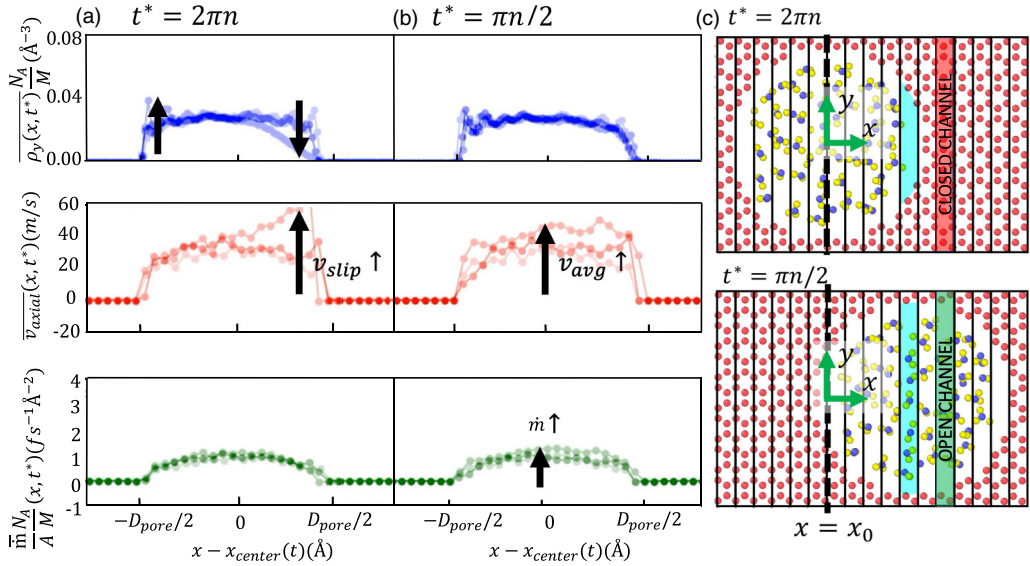 (a) t* = 2πn
(b) t* = πn/2
(c) t* = 2πn
0.08
0.04
0.00
ρ_y(x, t*) N_A/M (Å⁻³)
60
40
20
0
-20
v_axial(x, t*)(m/s)
v_slip ↑
v_avg ↑
4
3
2
1
0
-1
m̄/A N_A/M (x, t*)(fs⁻¹Å⁻²)
ṁ ↑
−D_pore/2 0 D_pore/2
−D_pore/2 0 D_pore/2
x − x_center(t)(Å)
x − x_center(t)(Å)
y
x
CLOSED CHANNEL
t* = πn/2
y
x
OPEN CHANNEL
x = x₀